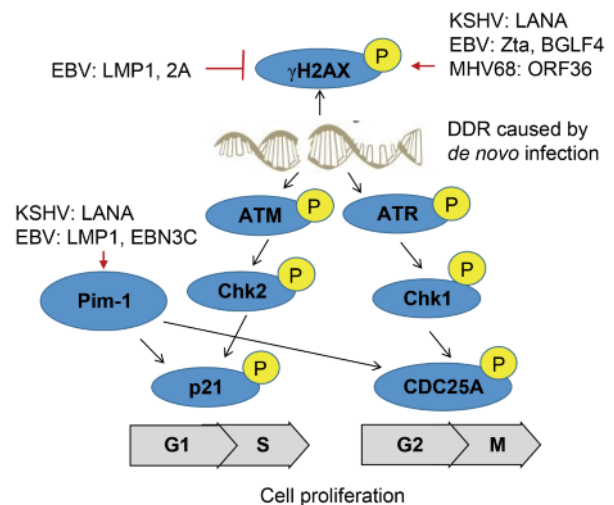 KSHV: LANA
EBV: Zta, BGLF4
MHV68: ORF36
EBV: LMP1, 2A
P
γH2AX
DDR caused by
de novo infection
KSHV: LANA
EBV: LMP1, EBN3C
ATM
P
ATR
P
Pim-1
Chk2
P
Chk1
P
p21
P
CDC25A
P
G1
S
G2
M
Cell proliferation